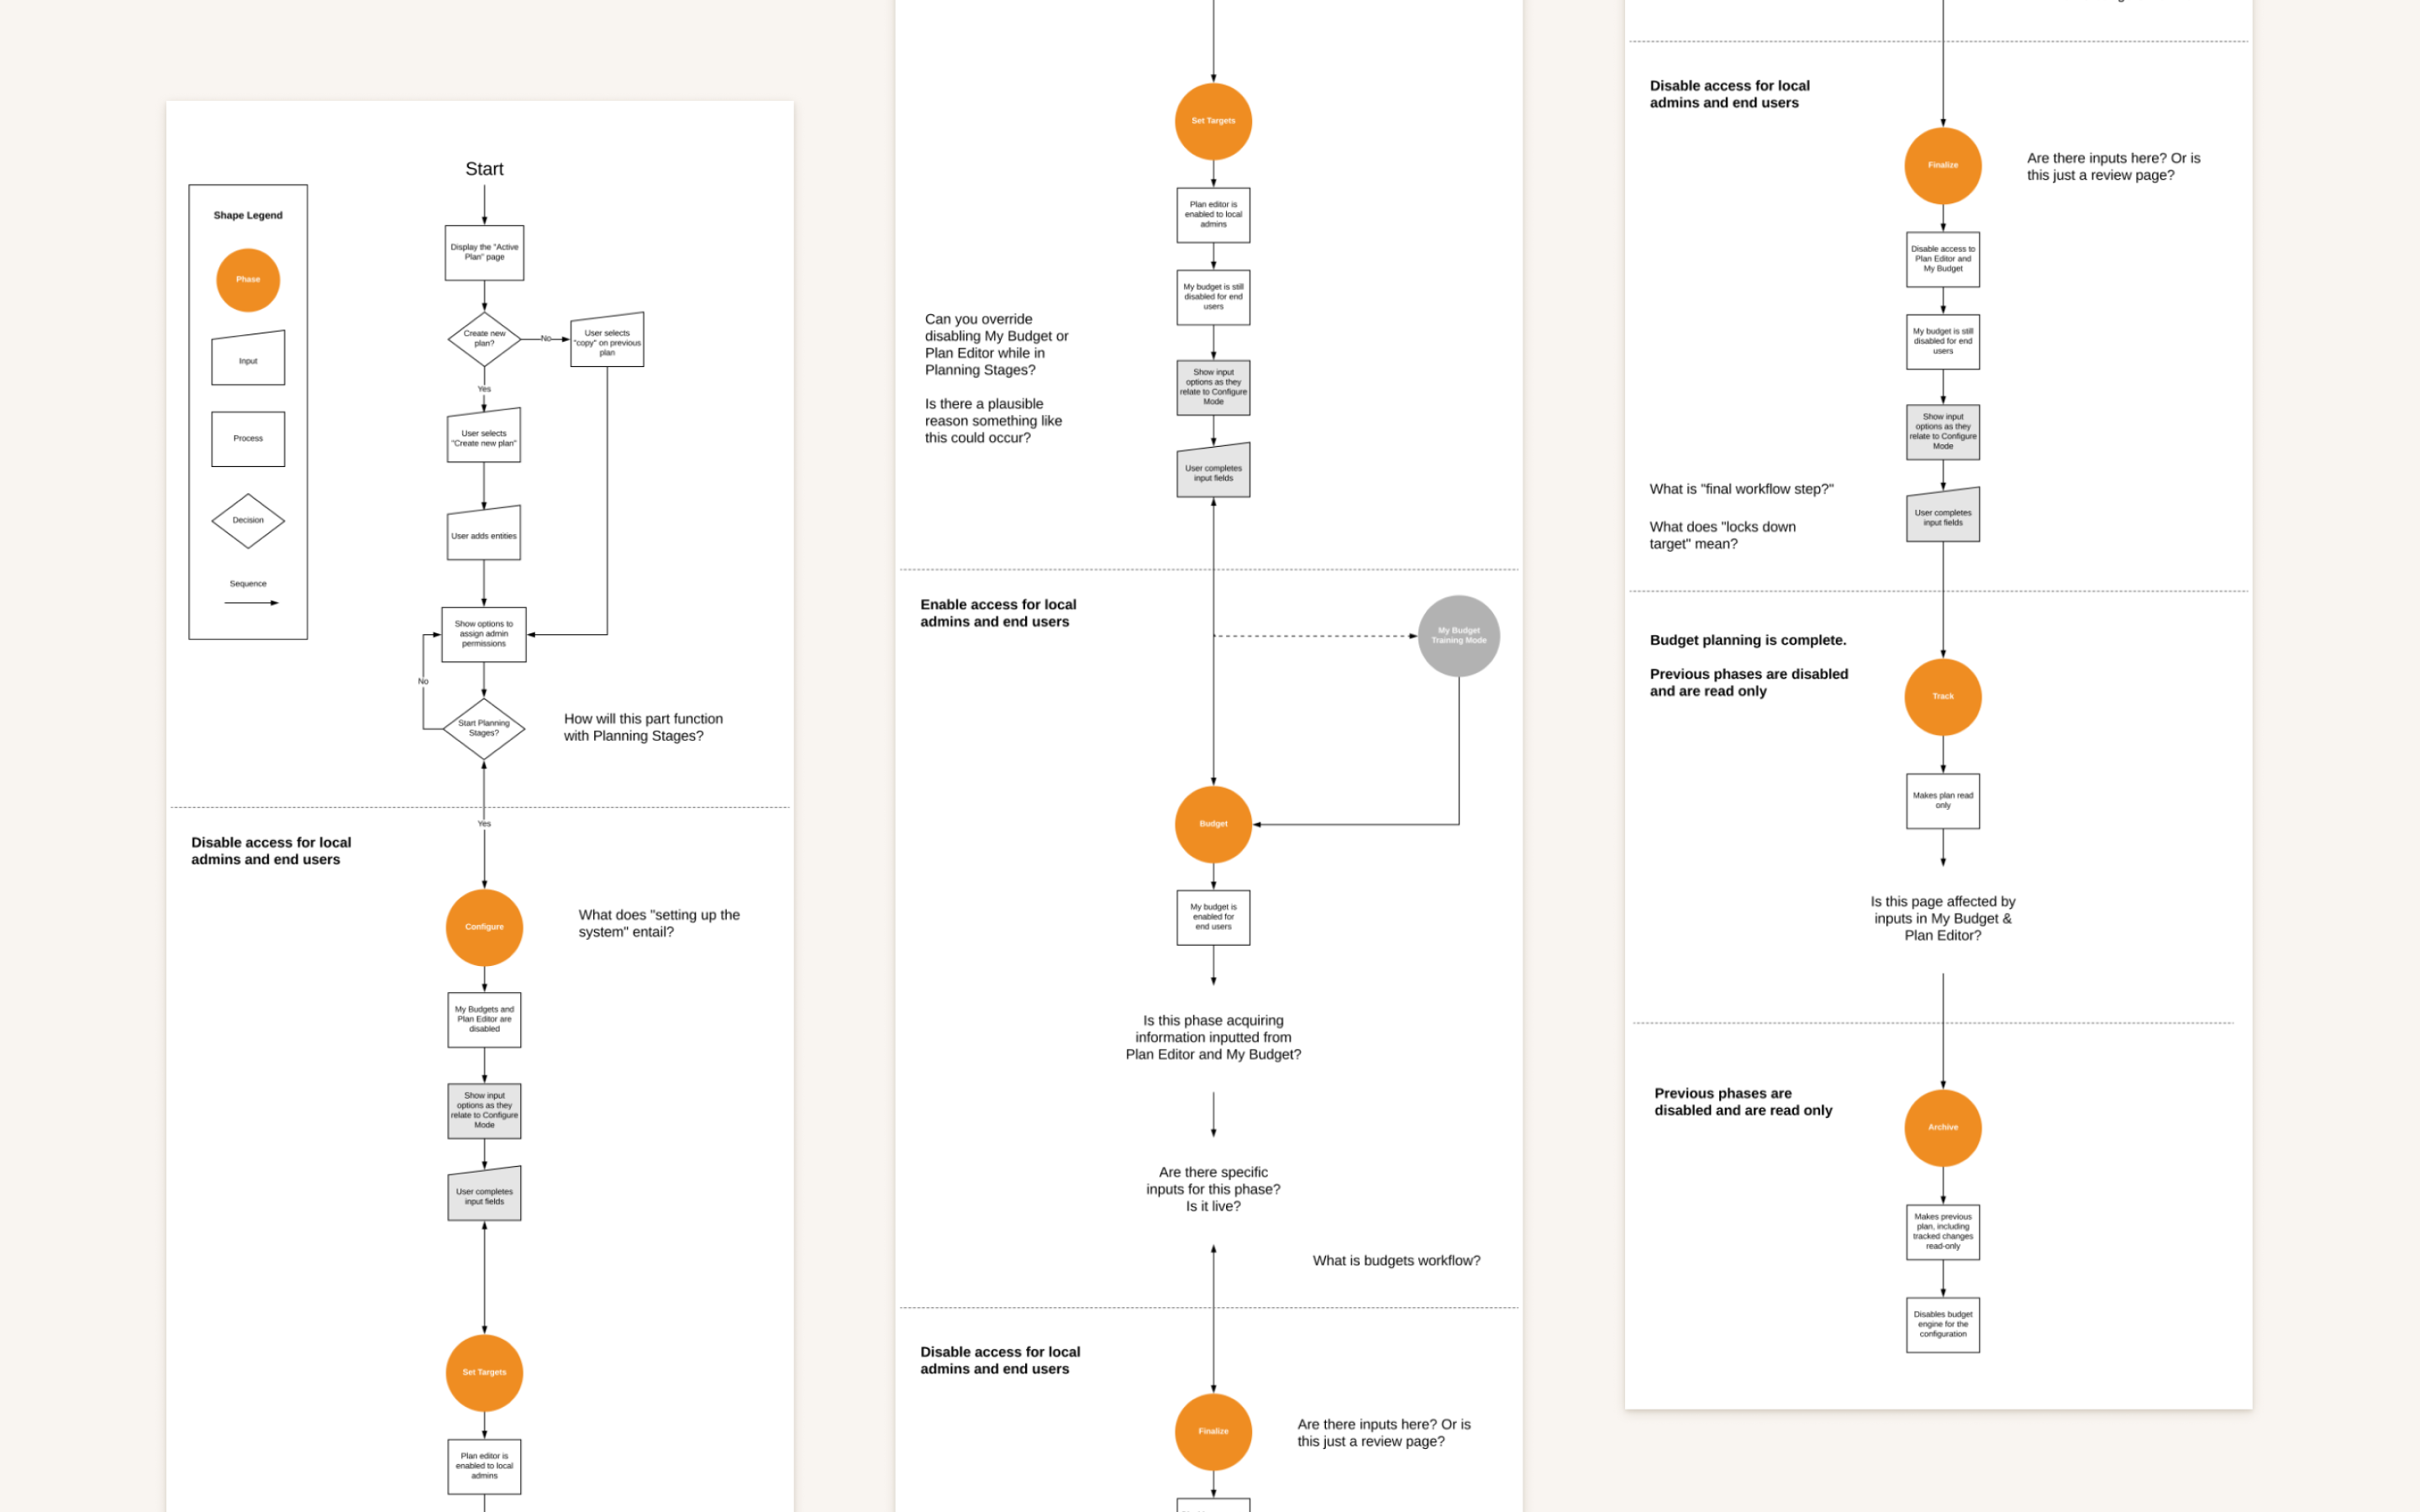 Start
Shape Legend
Phase
Input
Process
Decision
Sequence
Display the "Active
Plan" page
Create new
plan?
No
User selects
"copy" on previous
plan
Yes
User selects
"Create new plan"
User adds entities
Show options to
assign admin
permissions
No
Start Planning
Stages?
How will this part function
with Planning Stages?
Yes
Disable access for local
admins and end users
Configure
What does "setting up the
system" entail?
My Budgets and
Plan Editor are
disabled
Show input
options as they
relate to Configure
Mode
User completes
input fields
Set Targets
Plan editor is
enabled to local
admins
Set Targets
Plan editor is
enabled to local
admins
My budget is still
disabled for end
users
Can you override
disabling My Budget or
Plan Editor while in
Planning Stages?
Is there a plausible
reason something like
this could occur?
Show input
options as they
relate to Configure
Mode
User completes
input fields
Enable access for local
admins and end users
My Budget
Training Mode
Budget
My budget is
enabled for
end users
Is this phase acquiring
information inputted from
Plan Editor and My Budget?
Are there specific
inputs for this phase?
Is it live?
What is budgets workflow?
Disable access for local
admins and end users
Finalize
Are there inputs here? Or is
this just a review page?
Disable access for local
admins and end users
Finalize
Are there inputs here? Or is
this just a review page?
Disable access to
Plan Editor and
My Budget
My budget is still
disabled for end
users
Show input
options as they
relate to Configure
Mode
What is "final workflow step?"
What does "locks down
target" mean?
User completes
input fields
Budget planning is complete.
Previous phases are disabled
and are read only
Track
Makes plan read
only
Is this page affected by
inputs in My Budget &
Plan Editor?
Previous phases are
disabled and are read only
Archive
Makes previous
plan, including
tracked changes
read-only
Disables budget
engine for the
configuration